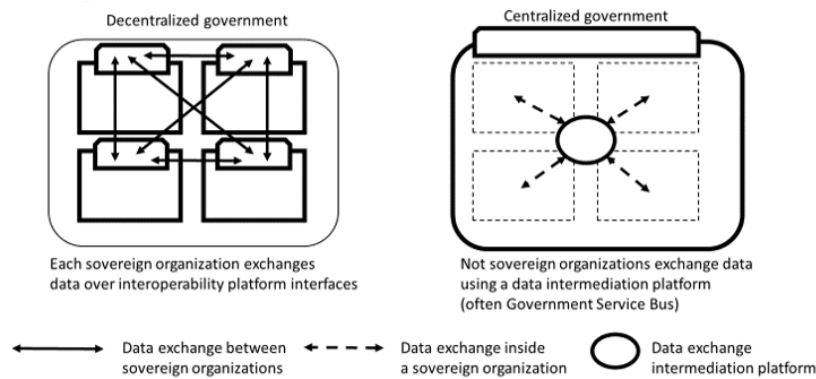 Decentralized government
Centralized government
Each sovereign organization exchanges
data over interoperability platform interfaces
Not sovereign organizations exchange data
using a data intermediation platform
(often Government Service Bus)
Data exchange between
sovereign organizations
Data exchange inside
a sovereign organization
Data exchange
intermediation platform